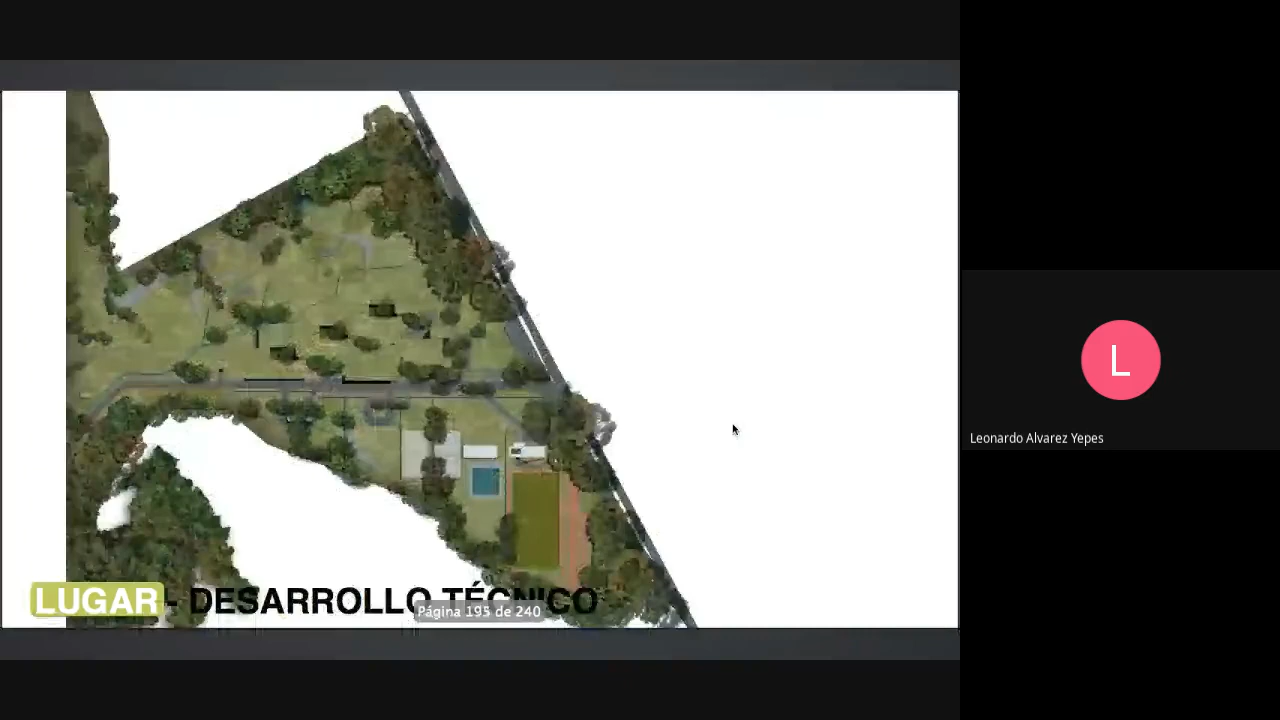 LUGAR - DESARROLLO TÉCNICO
Página 195 de 240
L
Leonardo Alvarez Yepes